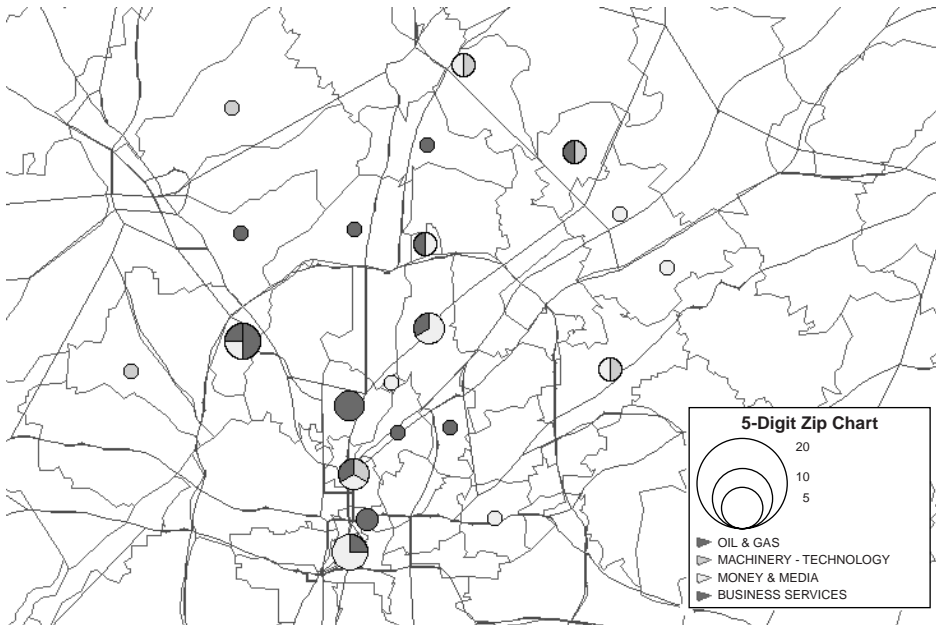 5-Digit Zip Chart
20
10
5
OIL & GAS
MACHINERY - TECHNOLOGY
MONEY & MEDIA
BUSINESS SERVICES